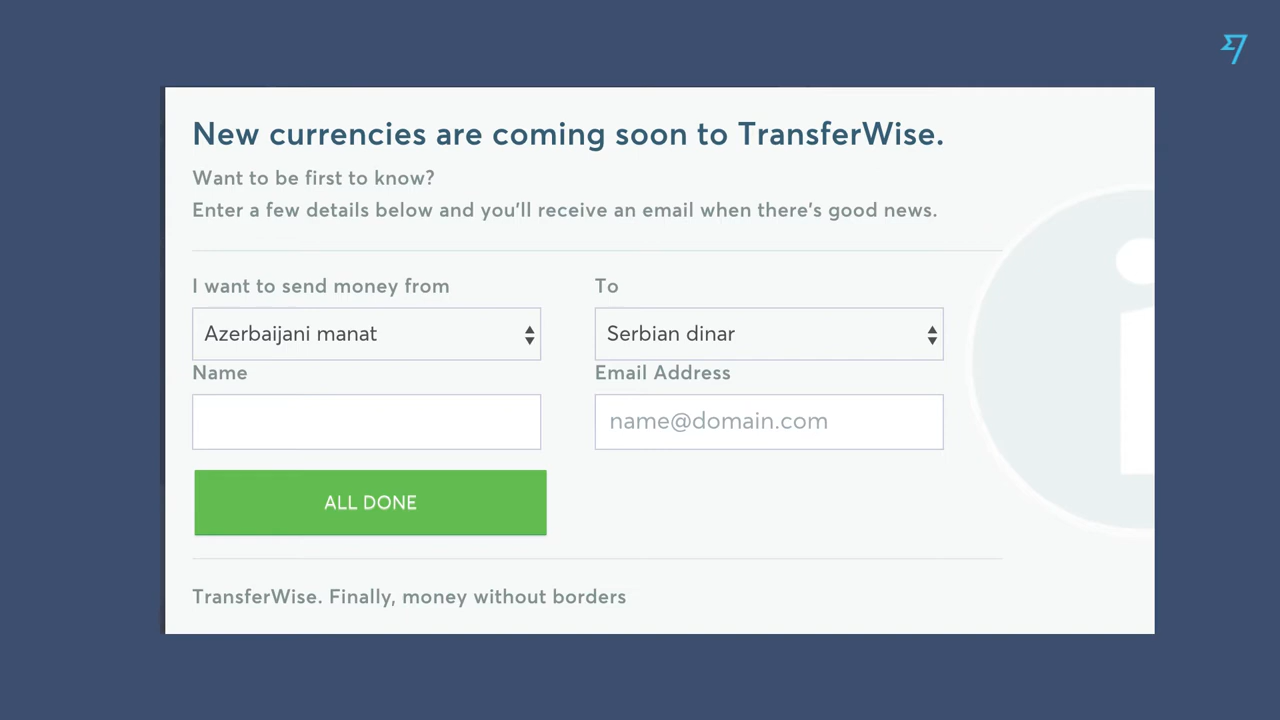 New currencies are coming soon to TransferWise.
Want to be first to know?
Enter a few details below and you'll receive an email when there's good news.
I want to send money from
To
Azerbaijani manat
Serbian dinar
Name
Email Address
name@domain.com
ALL DONE
TransferWise. Finally, money without borders